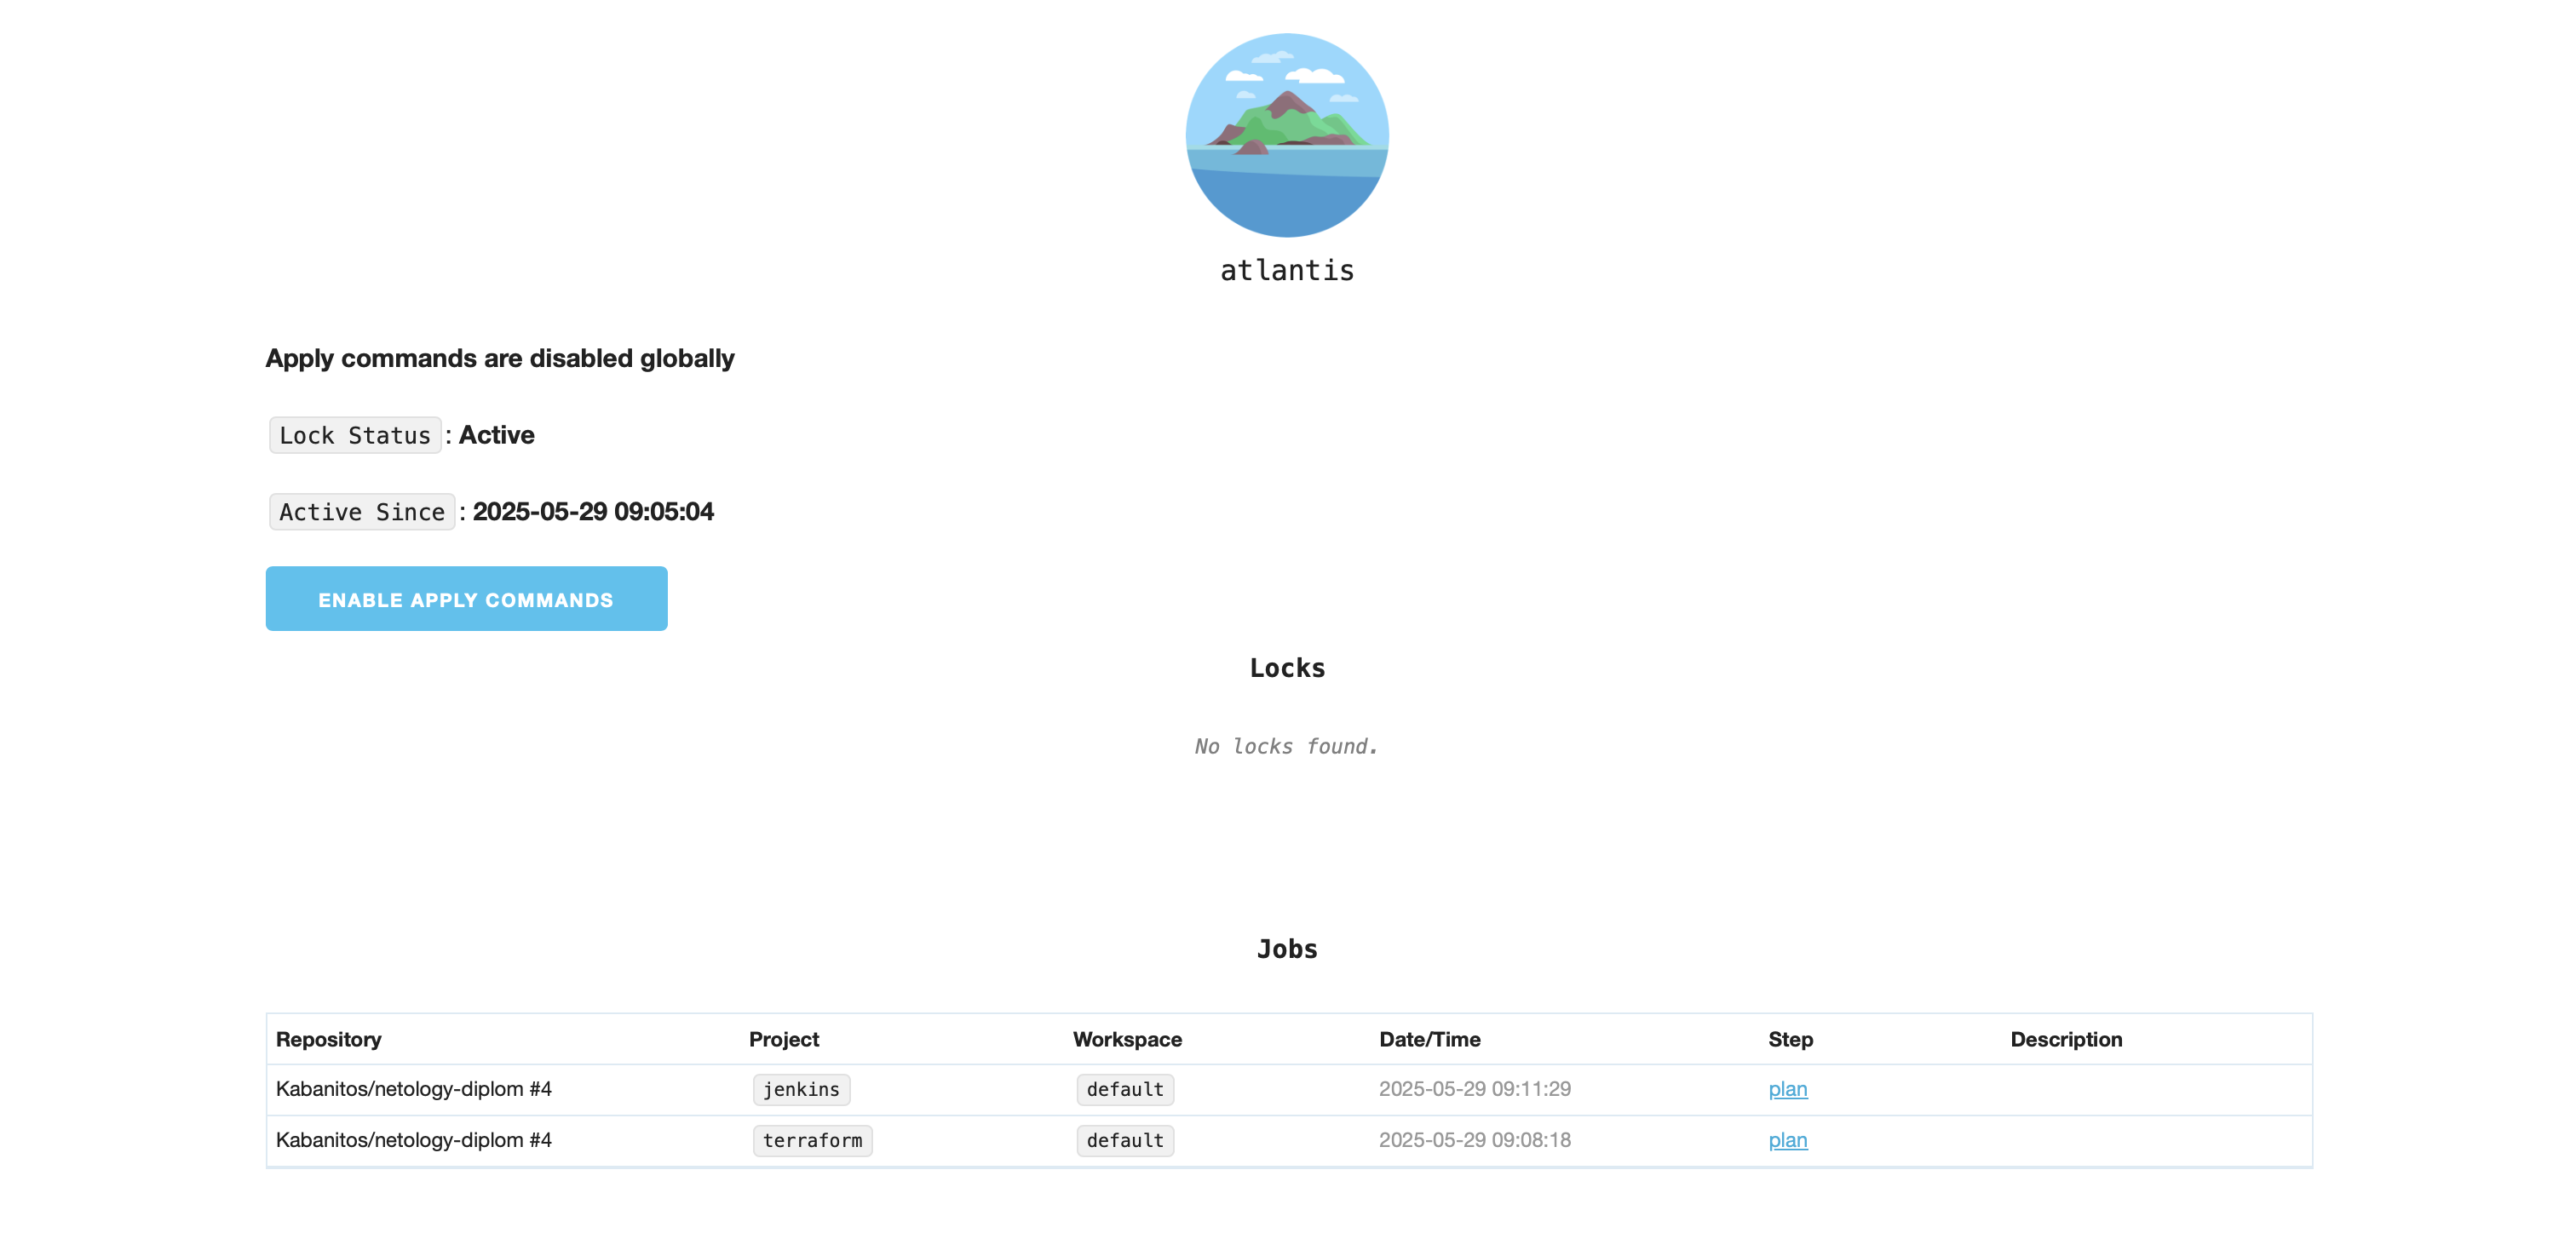 atlantis
Apply commands are disabled globally
Lock Status : Active
Active Since : 2025-05-29 09:05:04
ENABLE APPLY COMMANDS
Locks
No locks found.
Jobs
Repository Project Workspace Date/Time Step Description
Kabanitos/netology-diplom #4 jenkins default 2025-05-29 09:11:29 plan
Kabanitos/netology-diplom #4 terraform default 2025-05-29 09:08:18 plan